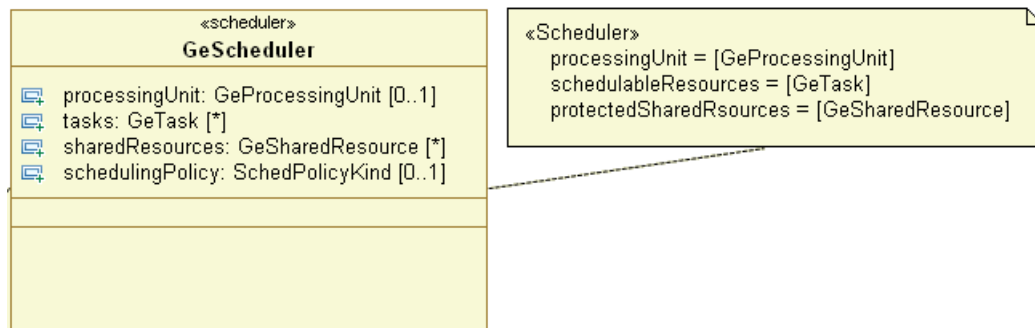 «scheduler»
GeScheduler
processingUnit: GeProcessingUnit [0..1]
tasks: GeTask [*]
sharedResources: GeSharedResource [*]
schedulingPolicy: SchedPolicyKind [0..1]
«Scheduler»
processingUnit = [GeProcessingUnit]
schedulableResources = [GeTask]
protectedSharedRsources = [GeSharedResource]